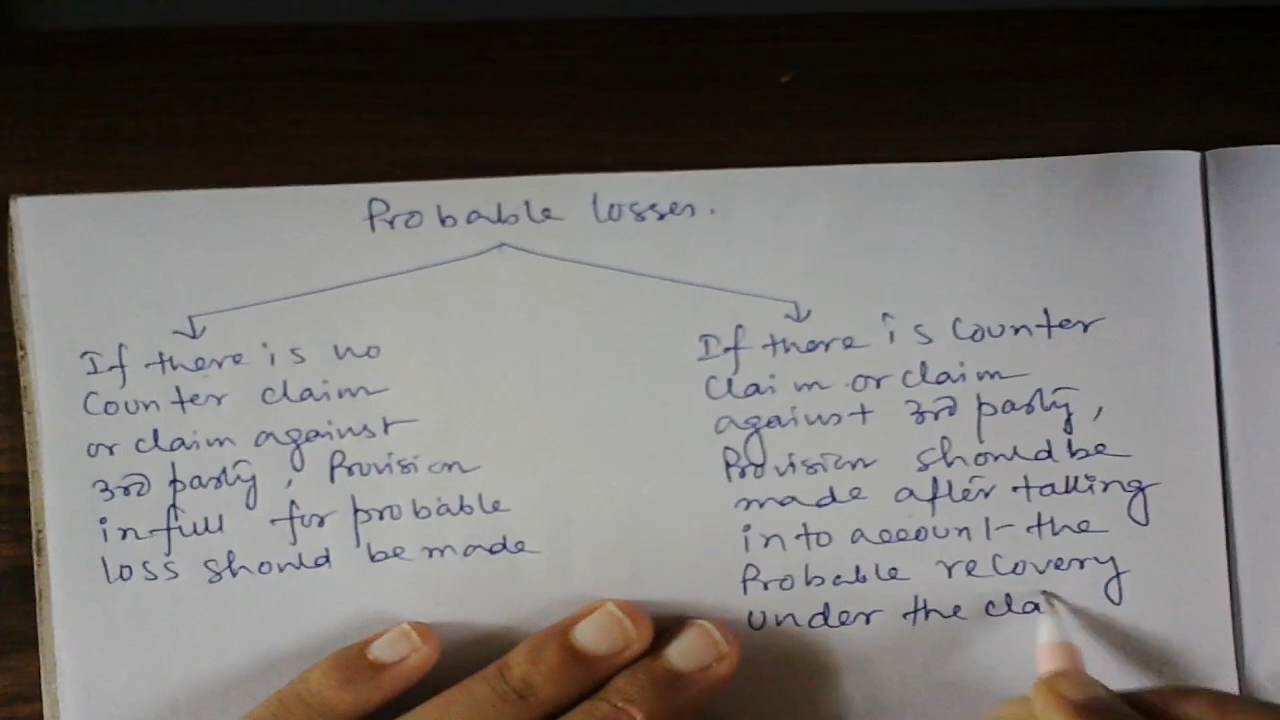 Probable losses.
If there is no
Counter claim
or claim against
3rd party, Provision
in full for probable
loss should be made
If there is counter
claim or claim
against 3rd party,
Provision should be
made after taking
into account the
Probable recovery
under the cla